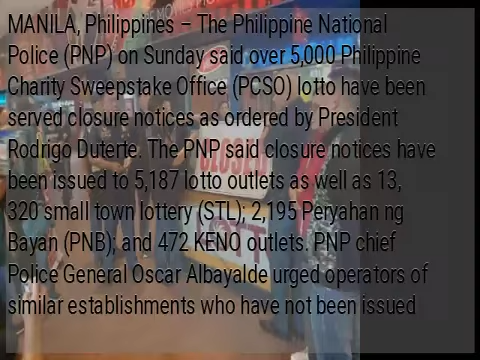 MANILA, Philippines – The Philippine National
Police (PNP) on Sunday said over 5,000 Philippine
Charity Sweepstake Office (PCSO) lotto have been
served closure notices as ordered by President
Rodrigo Duterte. The PNP said closure notices have
been issued to 5,187 lotto outlets as well as 13,
320 small town lottery (STL); 2,195 Peryahan ng
Bayan (PNB); and 472 KENO outlets. PNP chief
Police General Oscar Albayalde urged operators of
similar establishments who have not been issued